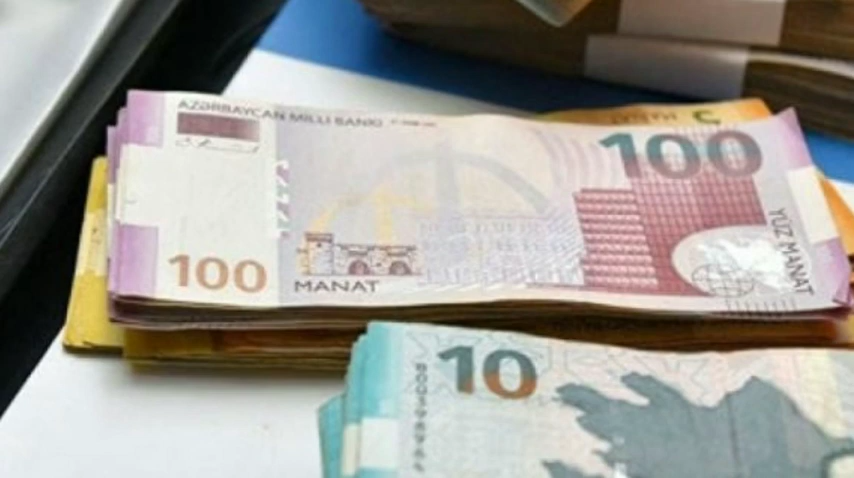 AZƏRBAYCAN MİLLİ BANKI
100
100
MANAT
YÜZ MANAT
10